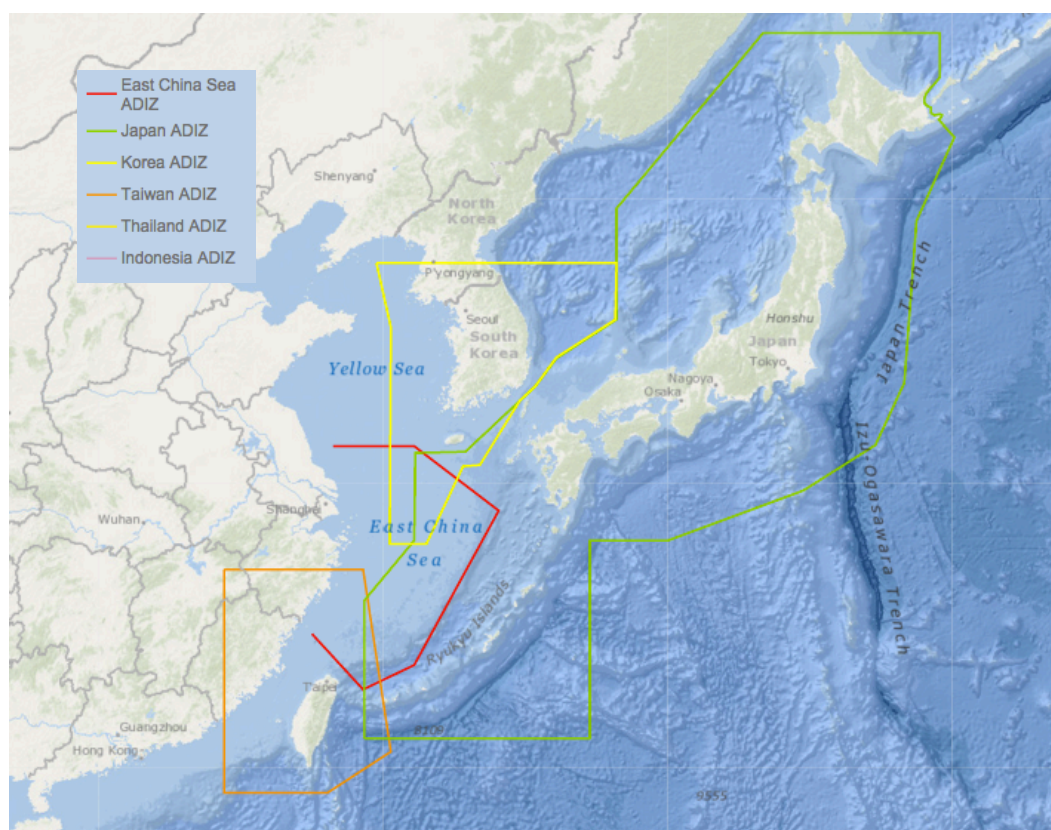 East China Sea
ADIZ
Japan ADIZ
Korea ADIZ
Taiwan ADIZ
Thailand ADIZ
Indonesia ADIZ
Shenyang
North
Korea
P'yongyang
Seoul
South
Korea
Yellow Sea
Honshu
Japan
Tokyo
Nagoya
Osaka
Japan Trench
Izu-Ogasawara Trench
Shanghai
Wuhan
East China
Sea
Ryukyu Islands
Taipei
Guangzhou
Hong Kong
9109
9555